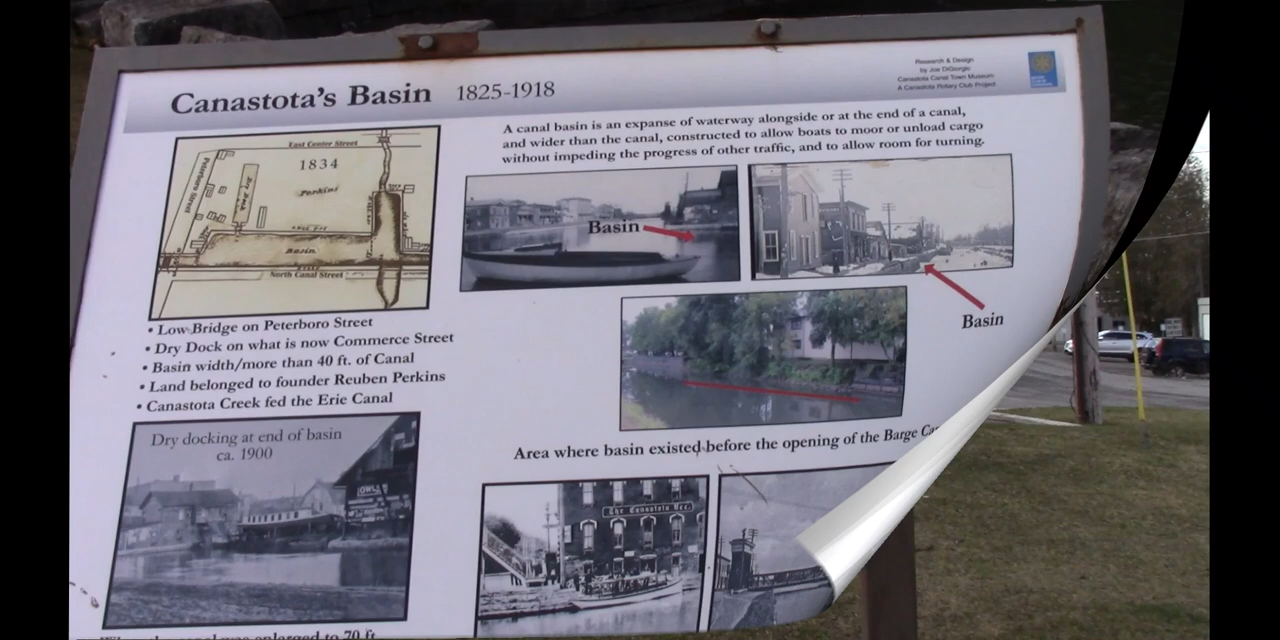 Canastota's Basin 1825-1918
Research & Design
by Joe DiGiorgio
Canastota Canal Town Museum
A Canastota Rotary Club Project
A canal basin is an expanse of waterway alongside or at the end of a canal,
and wider than the canal, constructed to allow boats to moor or unload cargo
without impeding the progress of other traffic, and to allow room for turning.
East Center Street
1834
Peterboro Street
Perkins
Dry Dock
Basin
North Canal Street
Basin
Basin
• Low Bridge on Peterboro Street
• Dry Dock on what is now Commerce Street
• Basin width/more than 40 ft. of Canal
• Land belonged to founder Reuben Perkins
• Canastota Creek fed the Erie Canal
Area where basin existed before the opening of the Barge
Dry docking at end of basin
ca. 1900
The Canastota Bee.
enlarged to 70 ft